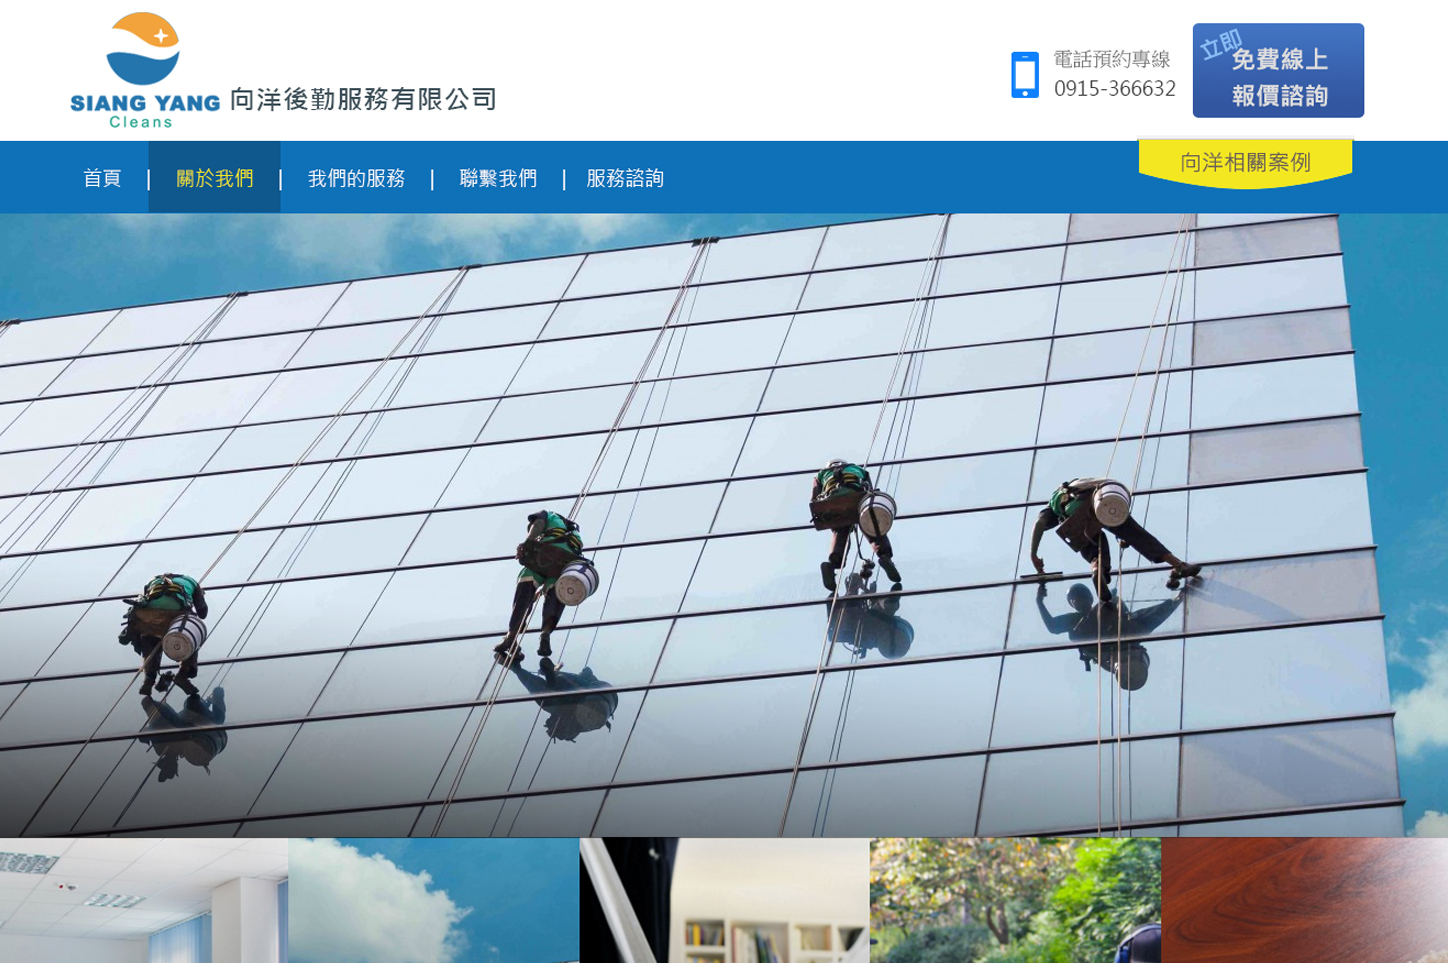 SIANG YANG
Cleans
向洋後勤服務有限公司
電話預約專線
0915-366632
立即
免費線上
報價諮詢
首頁
關於我們
我們的服務
聯繫我們
服務諮詢
向洋相關案例